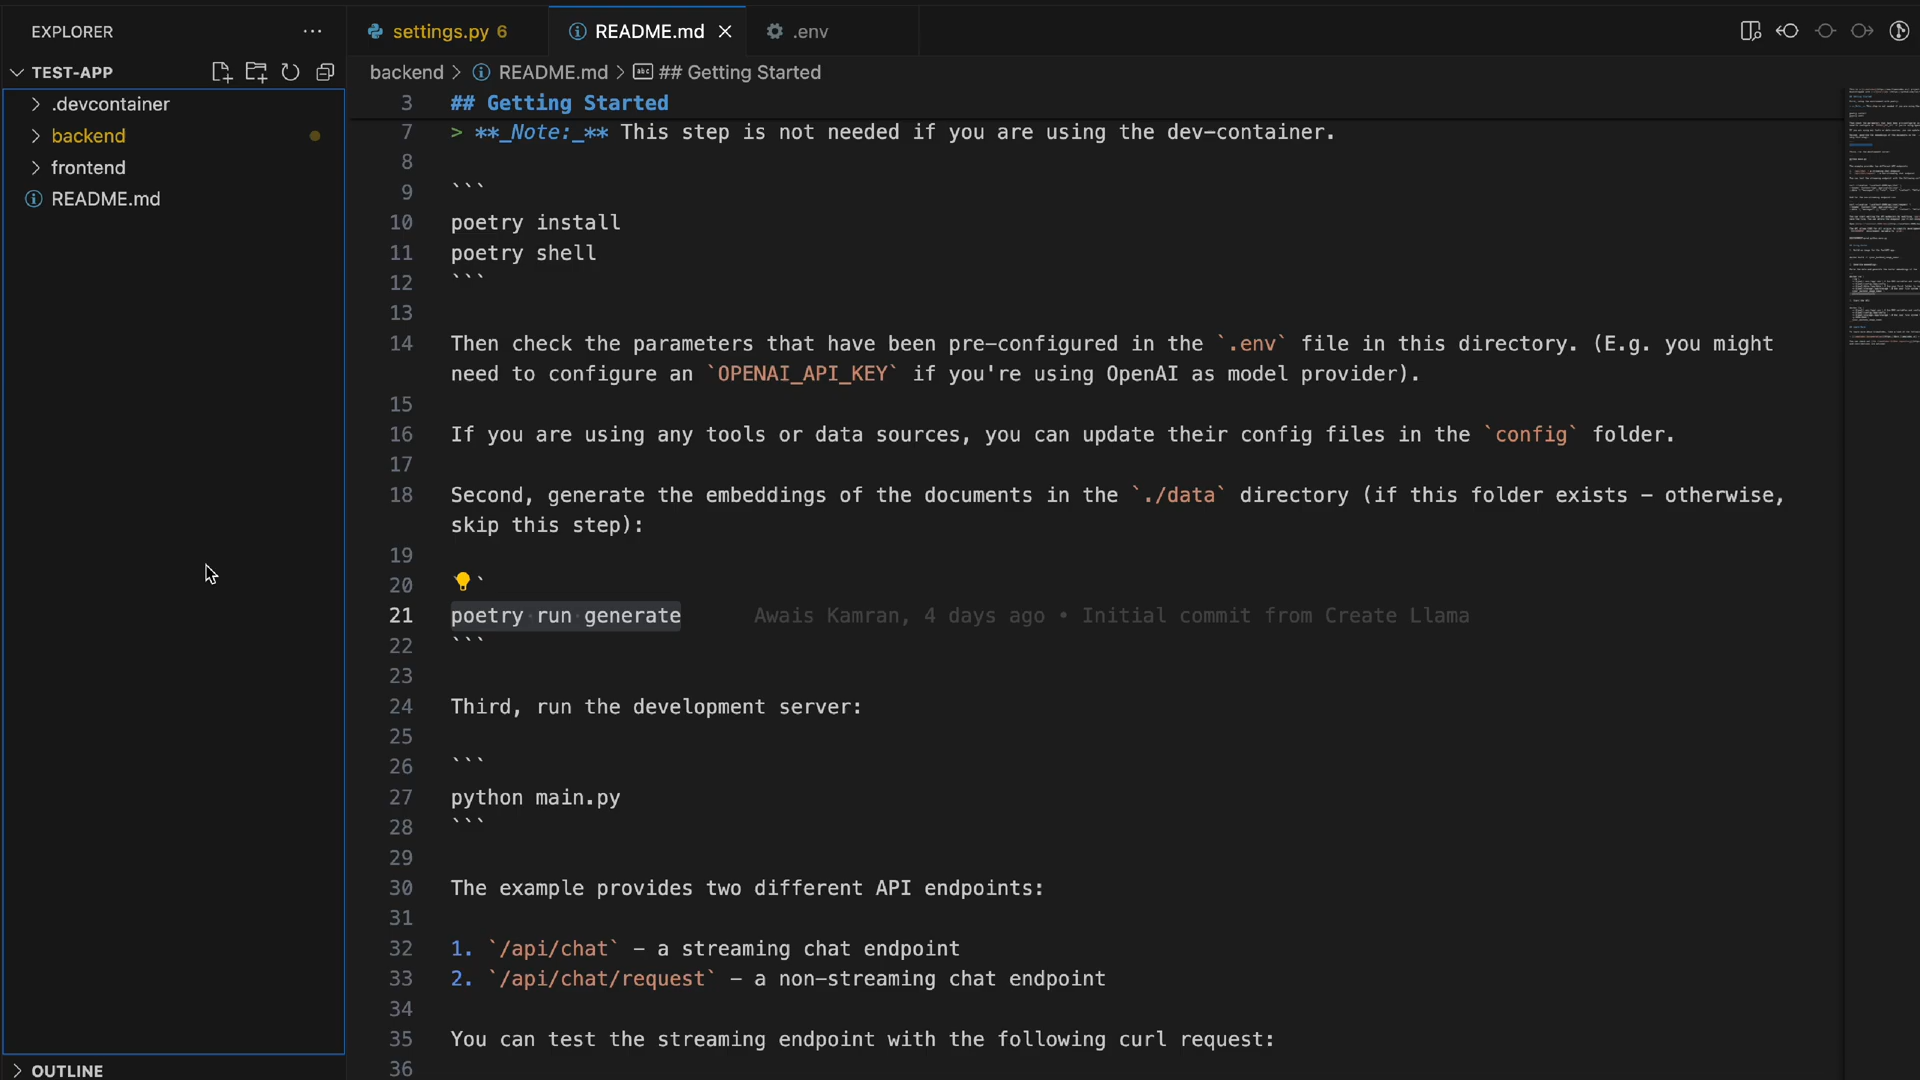 EXPLORER
settings.py 6
README.md
.env
TEST-APP
backend > README.md > ## Getting Started
.devcontainer
backend
frontend
README.md
3 ## Getting Started
7 > **_Note:_** This step is not needed if you are using the dev-container.
8
9 ```
10 poetry install
11 poetry shell
12 ```
13
14 Then check the parameters that have been pre-configured in the `.env` file in this directory. (E.g. you might
need to configure an `OPENAI_API_KEY` if you're using OpenAI as model provider).
15
16 If you are using any tools or data sources, you can update their config files in the `config` folder.
17
18 Second, generate the embeddings of the documents in the `./data` directory (if this folder exists - otherwise,
skip this step):
19
20 `
21 poetry run generate Awais Kamran, 4 days ago • Initial commit from Create Llama
22 ```
23
24 Third, run the development server:
25
26 ```
27 python main.py
28 ```
29
30 The example provides two different API endpoints:
31
32 1. `/api/chat` - a streaming chat endpoint
33 2. `/api/chat/request` - a non-streaming chat endpoint
34
35 You can test the streaming endpoint with the following curl request:
36
OUTLINE